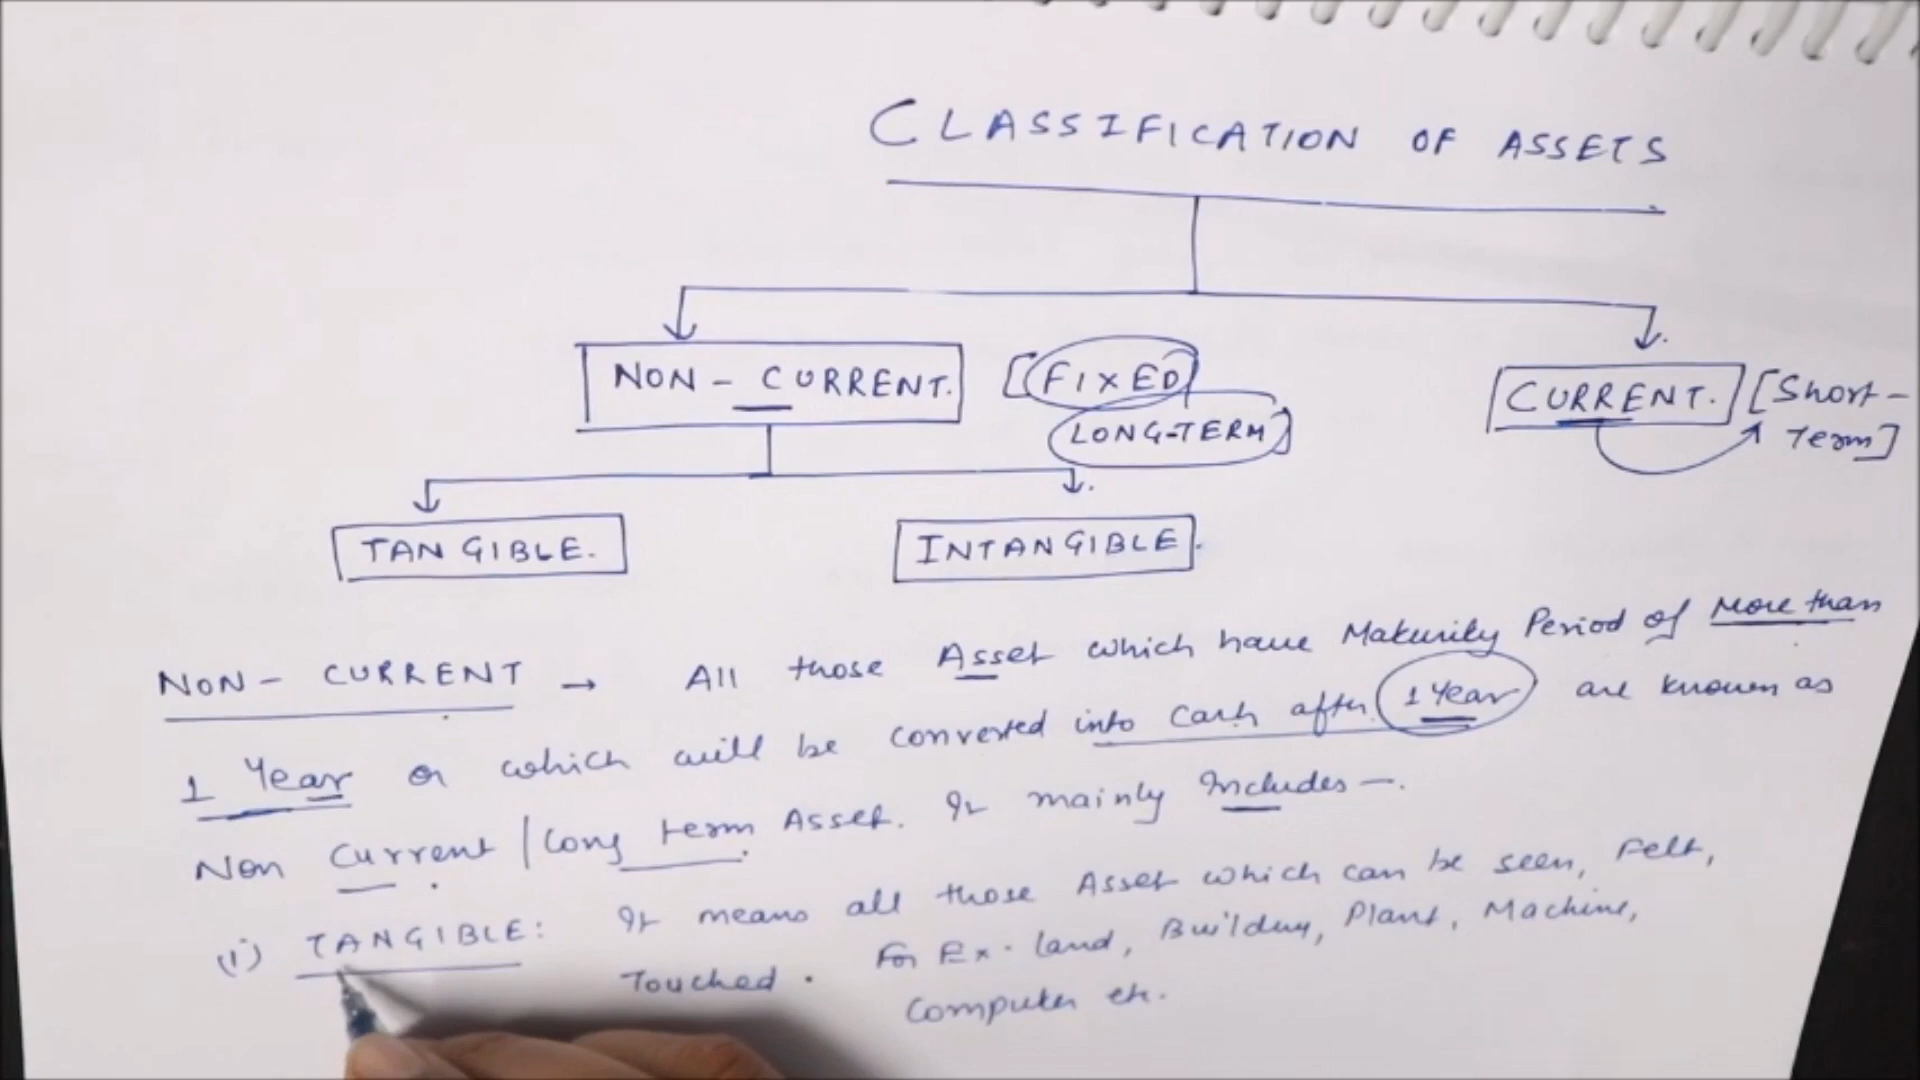 CLASSIFICATION OF ASSETS
NON-CURRENT. [FIXED
LONG-TERM]
CURRENT. [Short-
Term]
TANGIBLE.
INTANGIBLE.
NON-CURRENT → All those Asset which have Maturity Period of More than
1 Year or which will be converted into cash after 1 Year are known as
Non Current / Long term Asset. It mainly Includes —.
(i) TANGIBLE: It means all those Asset which can be seen, Felt,
Touched. For Ex. land, Building, Plant, Machine,
Computer etc.